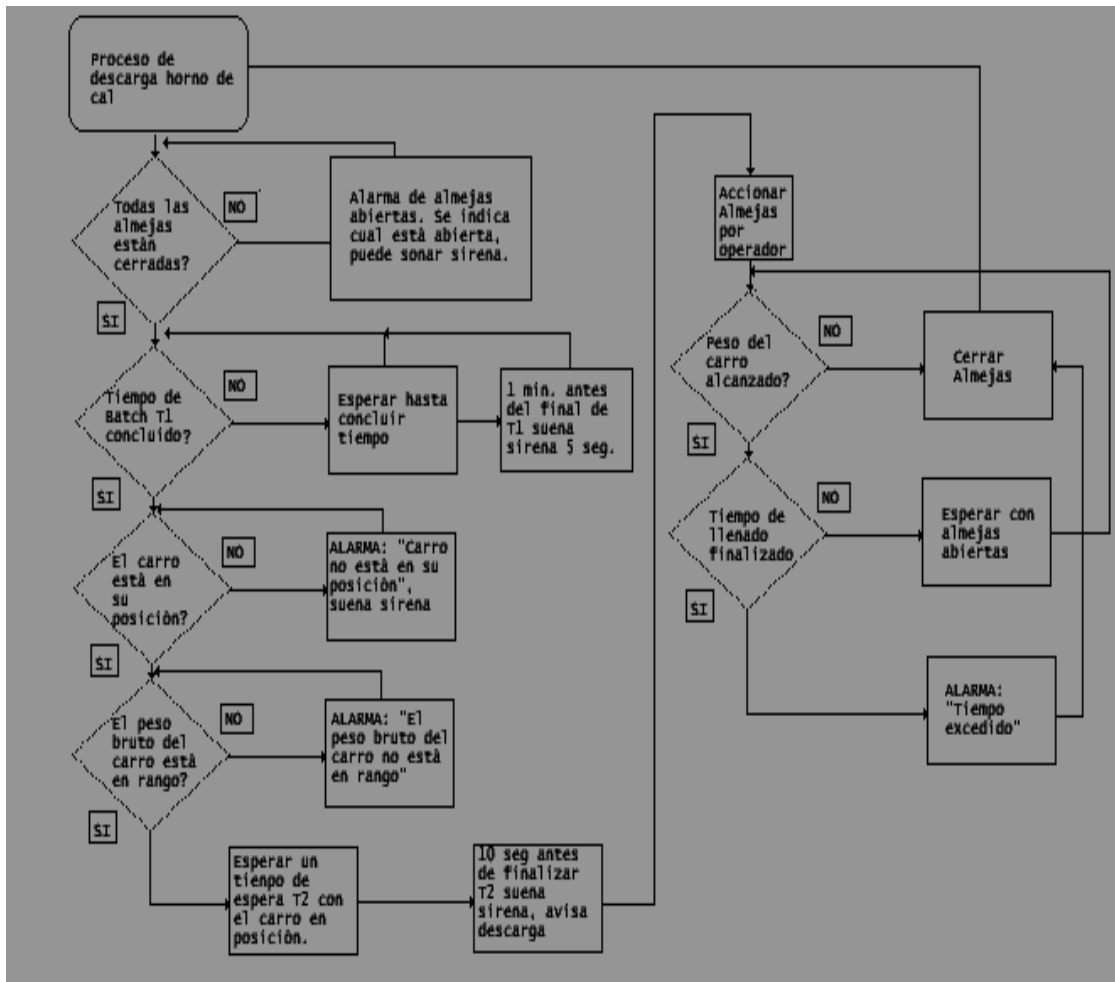 Proceso de
descarga horno de
cal
Todas las
almejas
están
cerradas?
NO
Alarma de almejas
abiertas. Se indica
cual está abierta,
puede sonar sirena.
SI
Tiempo de
Batch T1
concluido?
NO
Esperar hasta
concluir
tiempo
1 min. antes
del final de
T1 suena
sirena 5 seg.
SI
El carro
está en
su
posición?
NO
ALARMA: "Carro
no está en su
posición",
suena sirena
SI
El peso
bruto del
carro está
en rango?
NO
ALARMA: "El
peso bruto del
carro no está
en rango"
SI
Esperar un
tienpo de
espera T2 con
el carro en
posición.
10 seg antes
de finalizar
T2 suena
sirena, avisa
descarga
Accionar
Almejas
por
operador
Peso del
carro
alcanzado?
NO
Cerrar
Almejas
SI
Tiempo de
llenado
finalizado
NO
Esperar con
almejas
abiertas
SI
ALARMA:
"Tiempo
excedido"